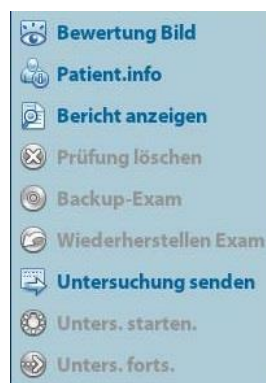 Bewertung Bild
Patient.info
Bericht anzeigen
Prüfung löschen
Backup-Exam
Wiederherstellen Exam
Untersuchung senden
Unters. starten.
Unters. forts.